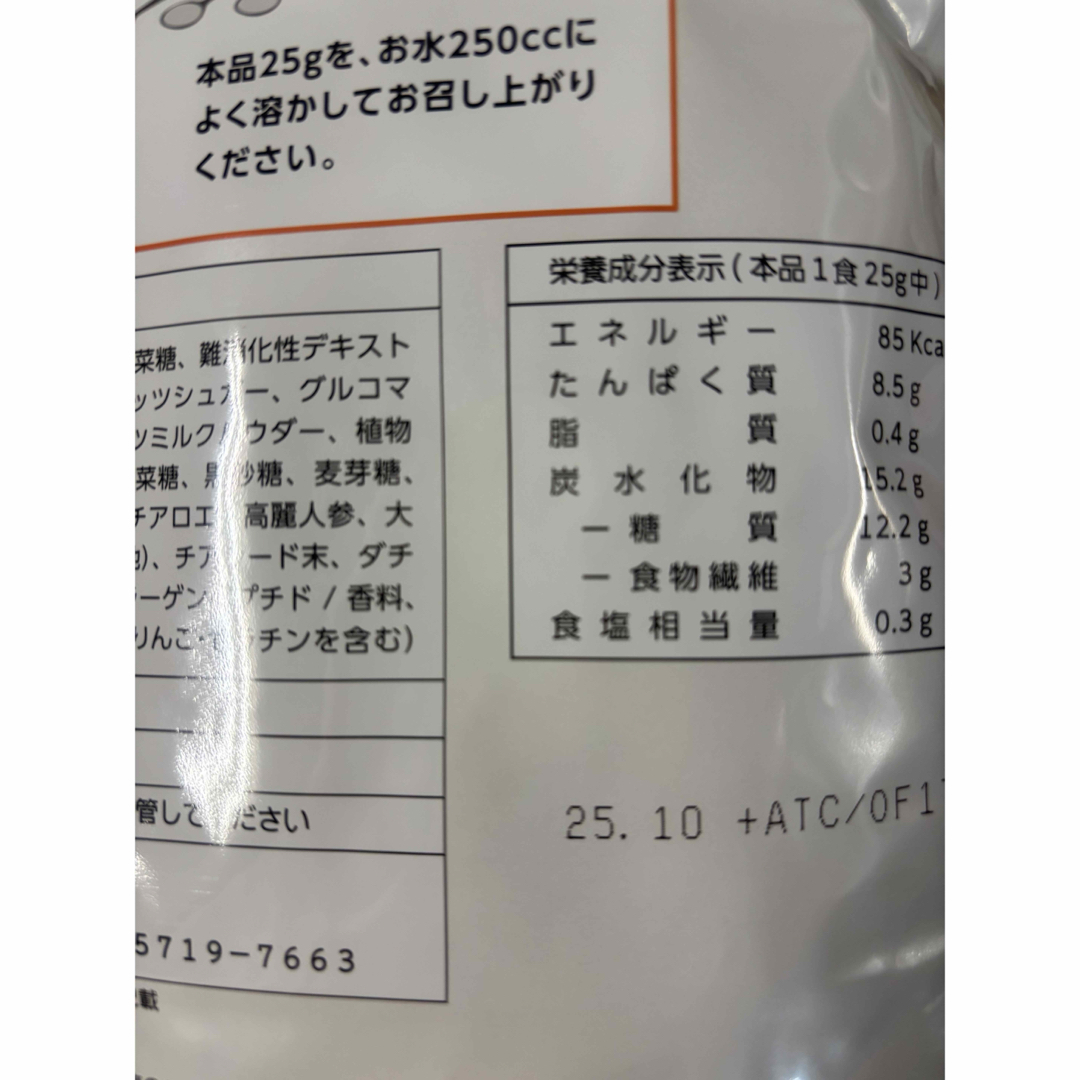 本品25gを、お水250ccに
よく溶かしてお召し上がり
ください。
菜糖、難消化性デキスト
ッツシュガー、グルコマ
ツミルクパウダー、植物
菜糖、黒砂糖、麦芽糖、
チアロエ、高麗人参、大
)、チアシード末、ダチ
ーゲンペプチド / 香料、
りんご・ゼラチンを含む)
管してください
5719-7663
載
栄養成分表示 ( 本品1食25g中 )
エネルギー 85 Kca
たんぱく質 8.5 g
脂質 0.4 g
炭水化物 15.2 g
ー糖質 12.2 g
ー食物繊維 3 g
食塩相当量 0.3 g
25. 10 +ATC/OF1